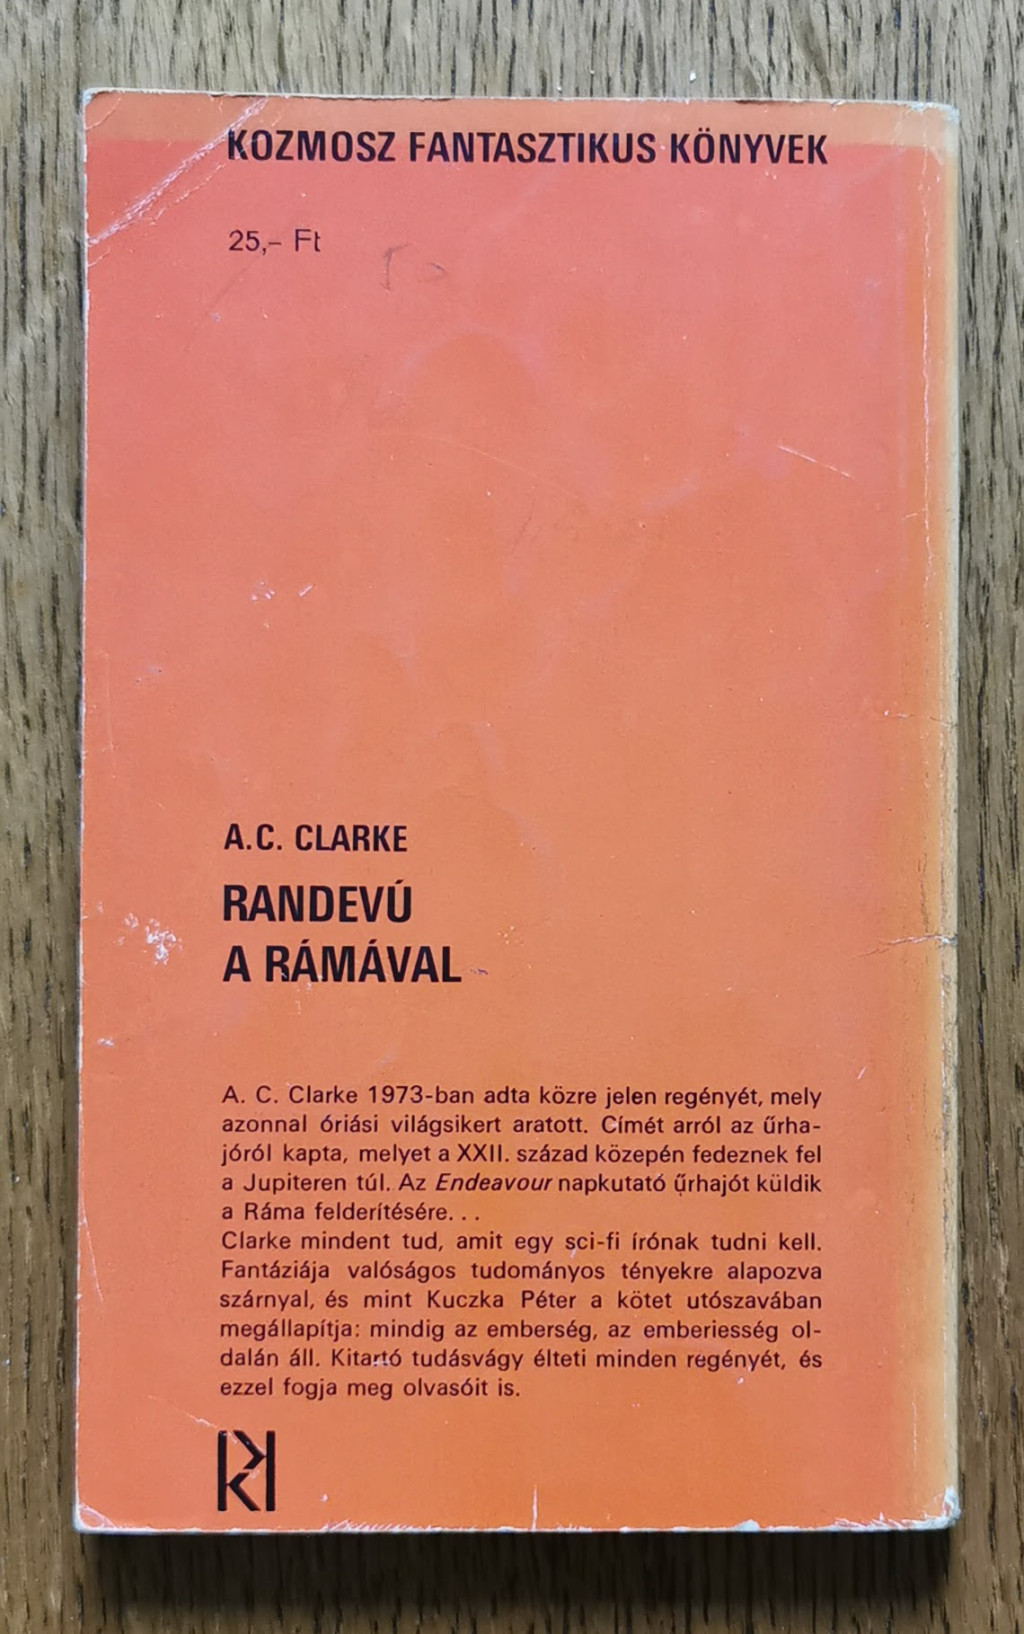 KOZMOSZ FANTASZTIKUS KÖNYVEK
25,- Ft
A.C. CLARKE
RANDEVÚ
A RÁMÁVAL
A. C. Clarke 1973-ban adta közre jelen regényét, mely
azonnal óriási világsikert aratott. Címét arról az űrha-
jóról kapta, melyet a XXII. század közepén fedeznek fel
a Jupiteren túl. Az Endeavour napkutató űrhajót küldik
a Ráma felderítésére...
Clarke mindent tud, amit egy sci-fi írónak tudni kell.
Fantáziája valóságos tudományos tényekre alapozva
szárnyal, és mint Kuczka Péter a kötet utószavában
megállapítja: mindig az emberség, az emberiesség ol-
dalán áll. Kitartó tudásvágy élteti minden regényét, és
ezzel fogja meg olvasóit is.